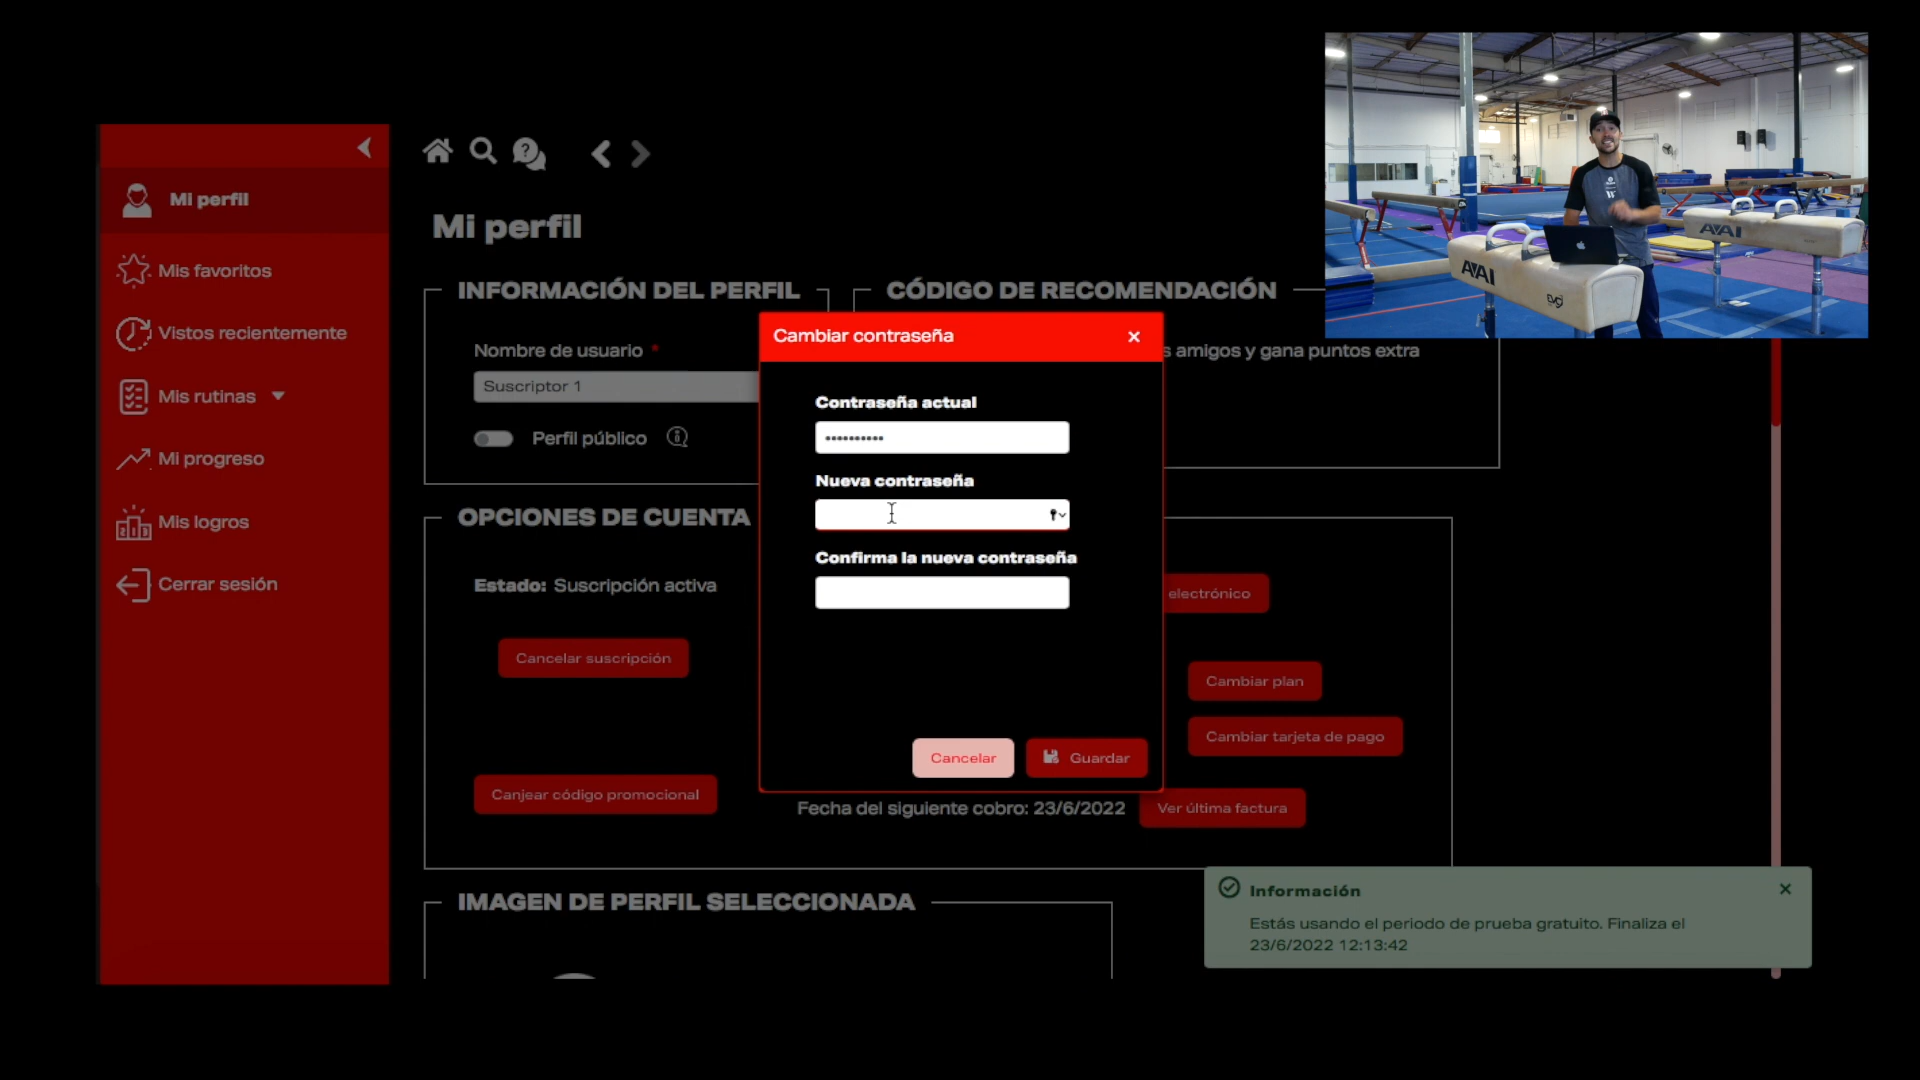 Mi perfil
Mis favoritos
Vistos recientemente
Mis rutinas
Mi progreso
Mis logros
Cerrar sesión
Mi perfil
INFORMACIÓN DEL PERFIL
Nombre de usuario *
Suscriptor 1
Perfil público
CÓDIGO DE RECOMENDACIÓN
s amigos y gana puntos extra
Cambiar contraseña
Contraseña actual
••••••••••
Nueva contraseña
Confirma la nueva contraseña
Cancelar
Guardar
OPCIONES DE CUENTA
Estado: Suscripción activa
electrónico
Cancelar suscripción
Cambiar plan
Cambiar tarjeta de pago
Canjear código promocional
Fecha del siguiente cobro: 23/6/2022
Ver última factura
IMAGEN DE PERFIL SELECCIONADA
Información
Estás usando el periodo de prueba gratuito. Finaliza el
23/6/2022 12:13:42
AAI
EVO
AAI